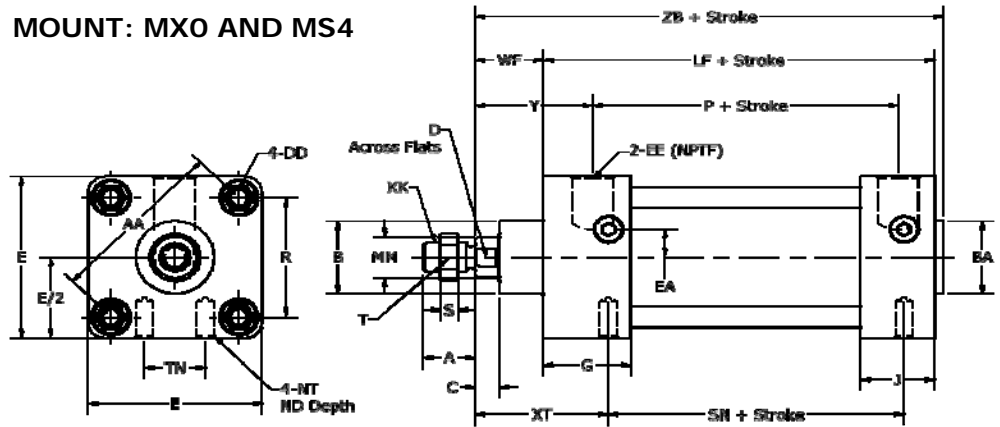 MOUNT: MX0 AND MS4
ZB + Stroke
WF
LF + Stroke
Y
P + Stroke
D
Across Flats
2-EE (NPTF)
4-DD
KK
AA
E
R
B
MN
BA
E/2
EA
T
S
A
G
J
TN
C
4-NT
ND Depth
E
XT
SN + Stroke